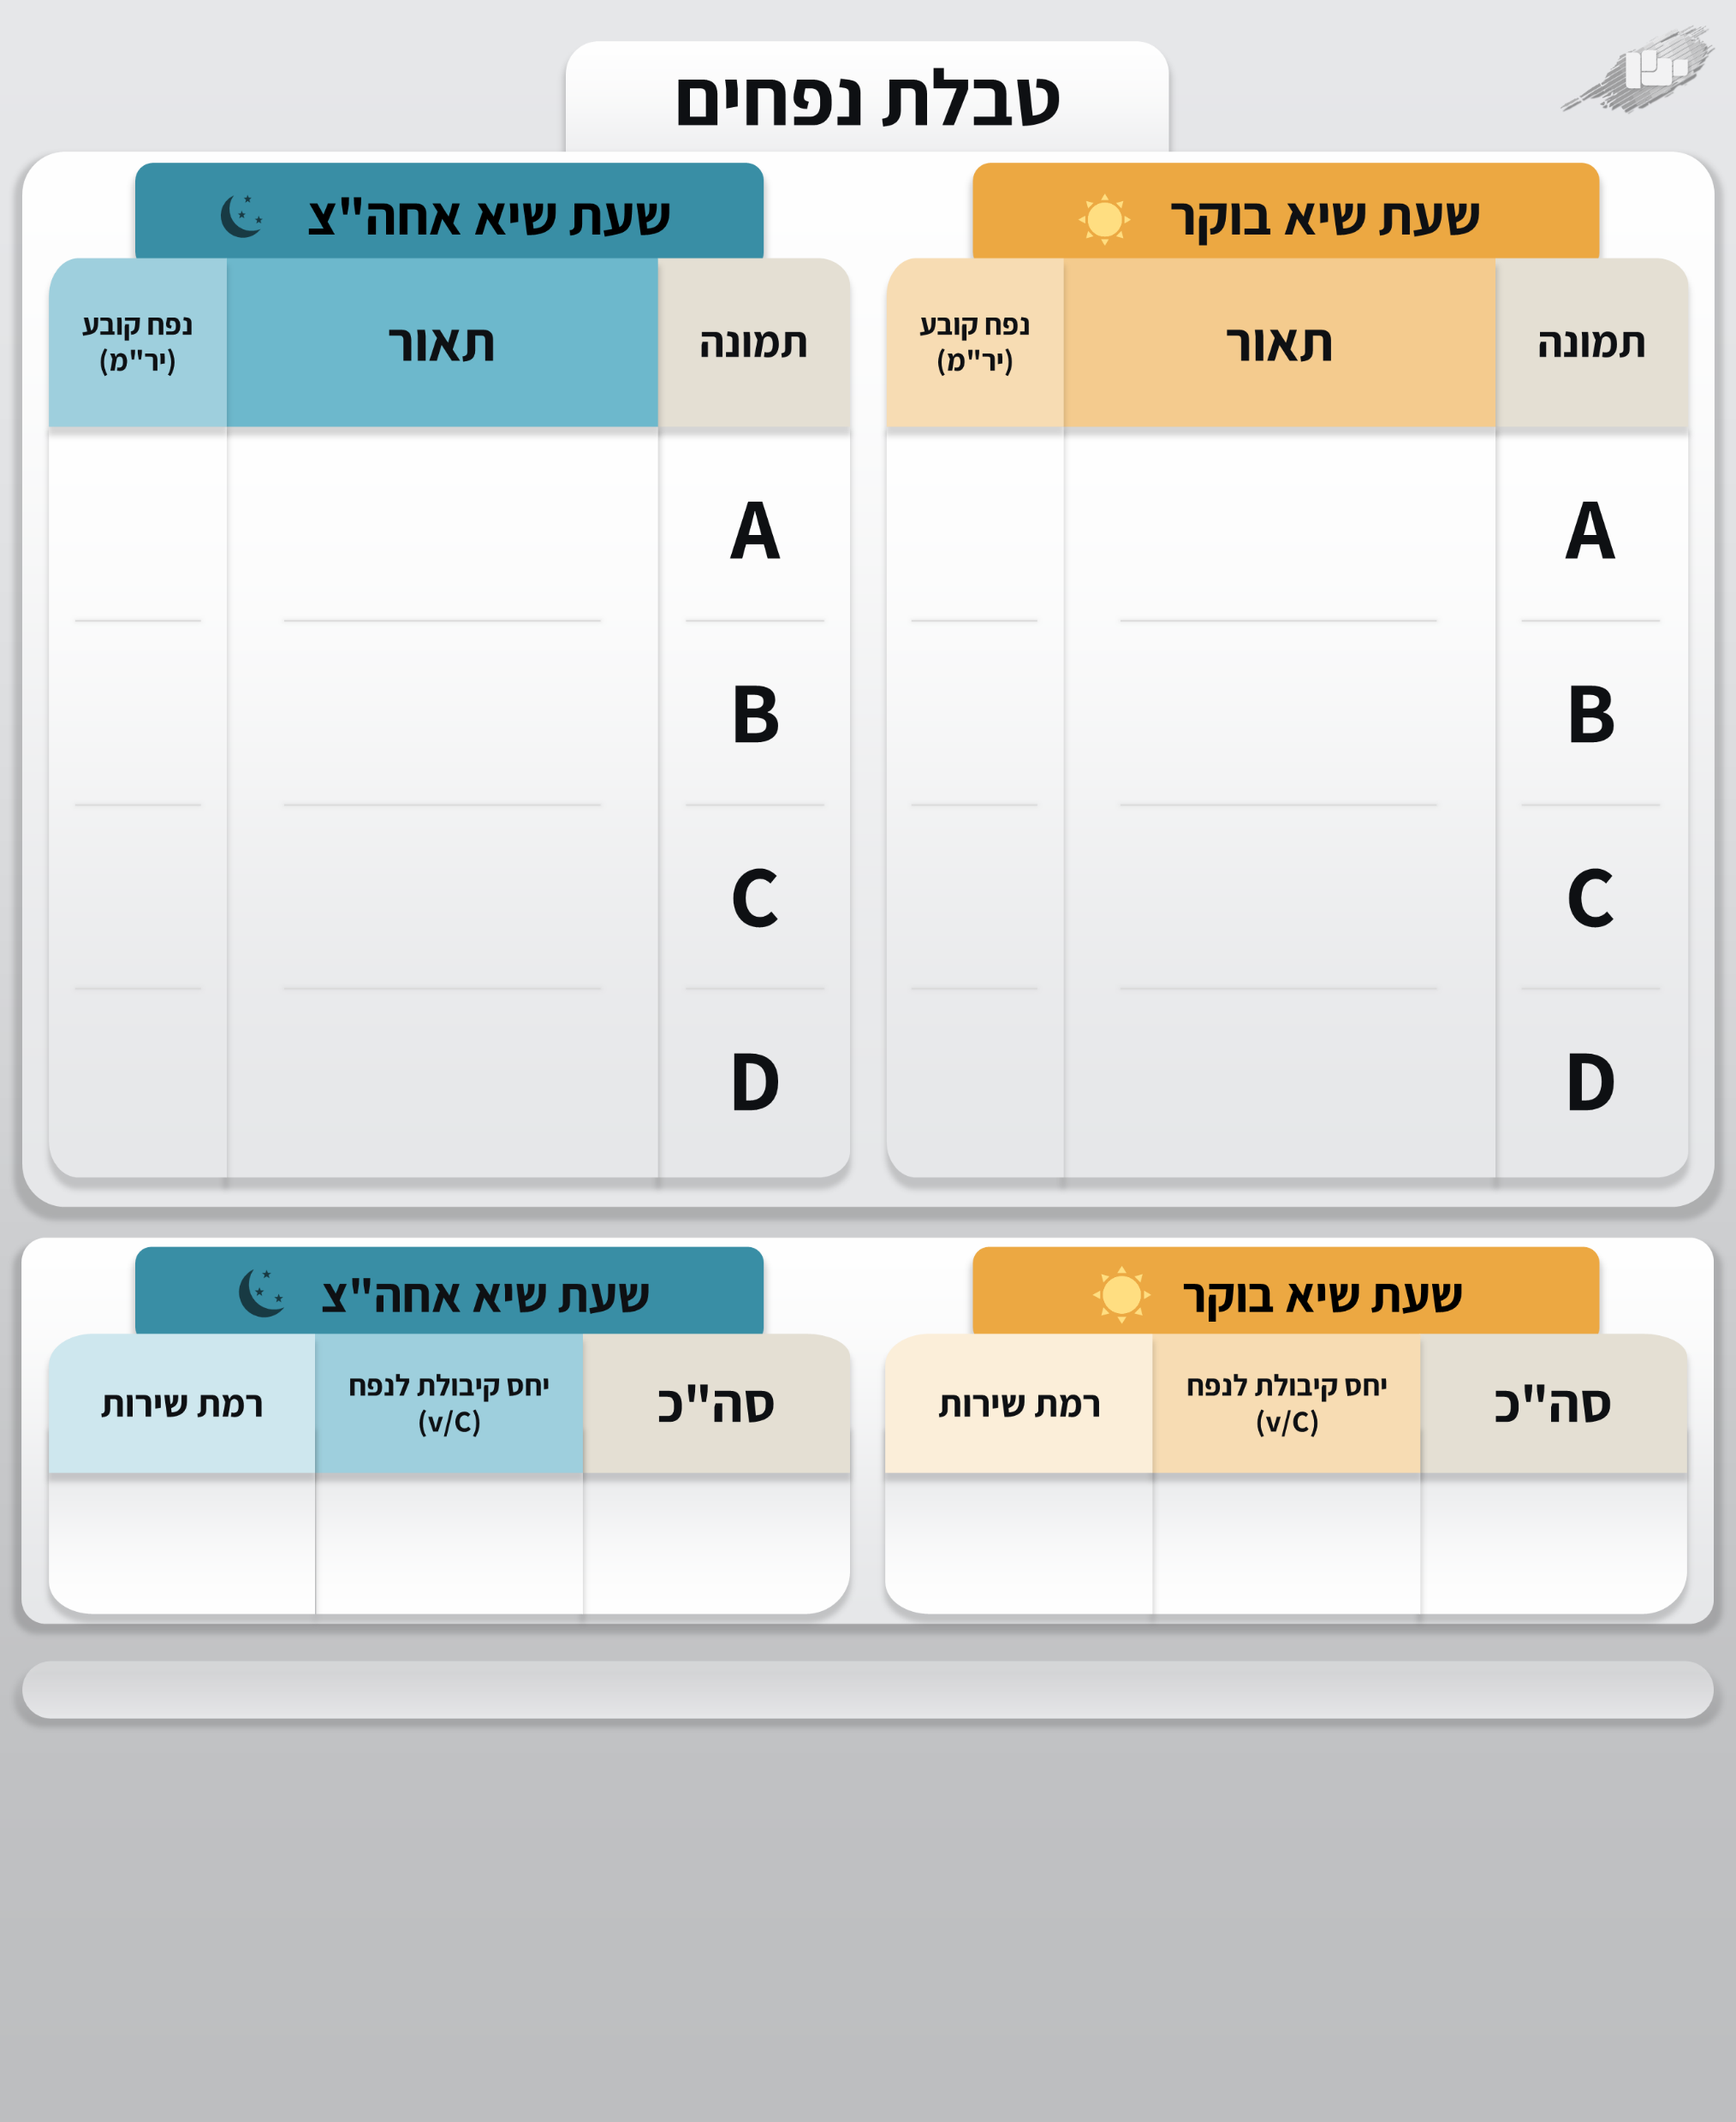 טבלת נפחים
שעת שיא בוקר
תמונה
תאור
נפח קובע
(יר"מ)
A
B
C
D
שעת שיא אחה"צ
תמונה
תאור
נפח קובע
(יר"מ)
A
B
C
D
שעת שיא בוקר
סה"כ
יחס קיבולת לנפח
(v/C)
רמת שירות
שעת שיא אחה"צ
סה"כ
יחס קיבולת לנפח
(v/C)
רמת שירות